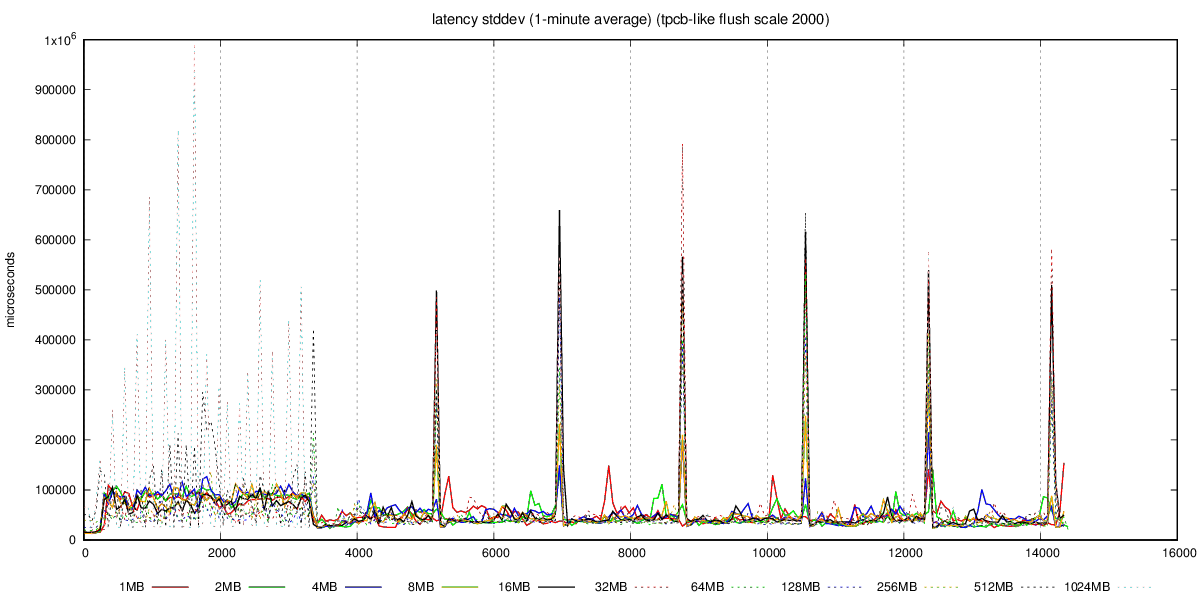 latency stddev (1-minute average) (tpcb-like flush scale 2000)
1x10⁶
900000
800000
700000
600000
500000
400000
300000
200000
100000
0
microseconds
0 2000 4000 6000 8000 10000 12000 14000 16000
1MB 2MB 4MB 8MB 16MB 32MB 64MB 128MB 256MB 512MB 1024MB